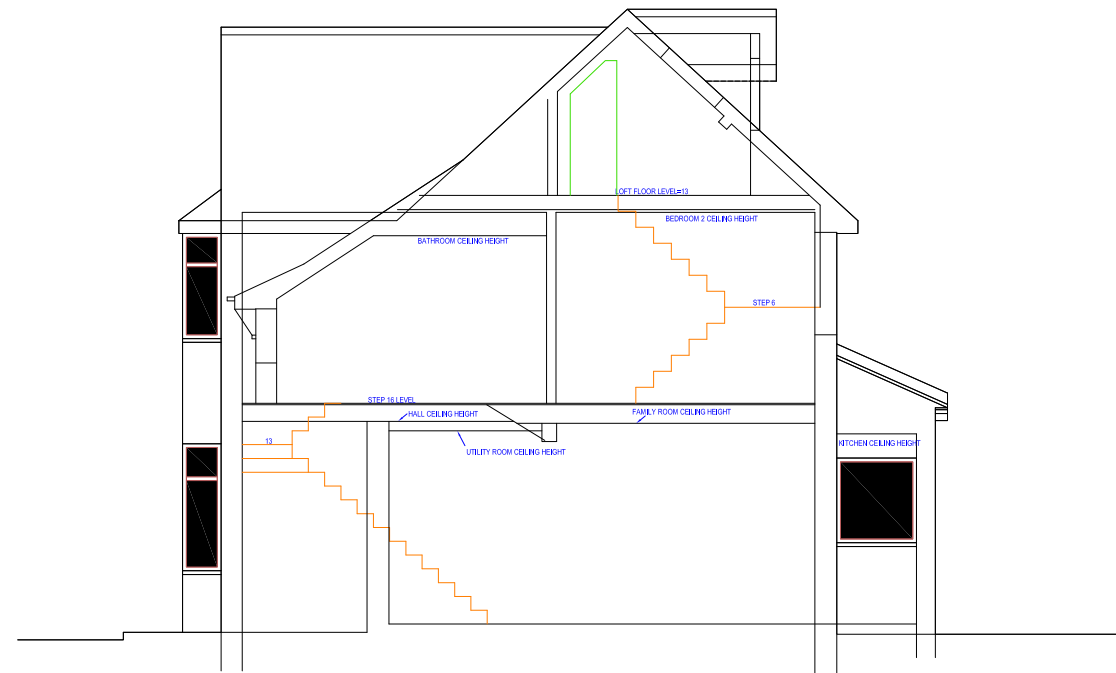 LOFT FLOOR LEVEL=13
BEDROOM 2 CEILING HEIGHT
BATHROOM CEILING HEIGHT
STEP 6
STEP 16 LEVEL
HALL CEILING HEIGHT
FAMILY ROOM CEILING HEIGHT
13
UTILITY ROOM CEILING HEIGHT
KITCHEN CEILING HEIGHT